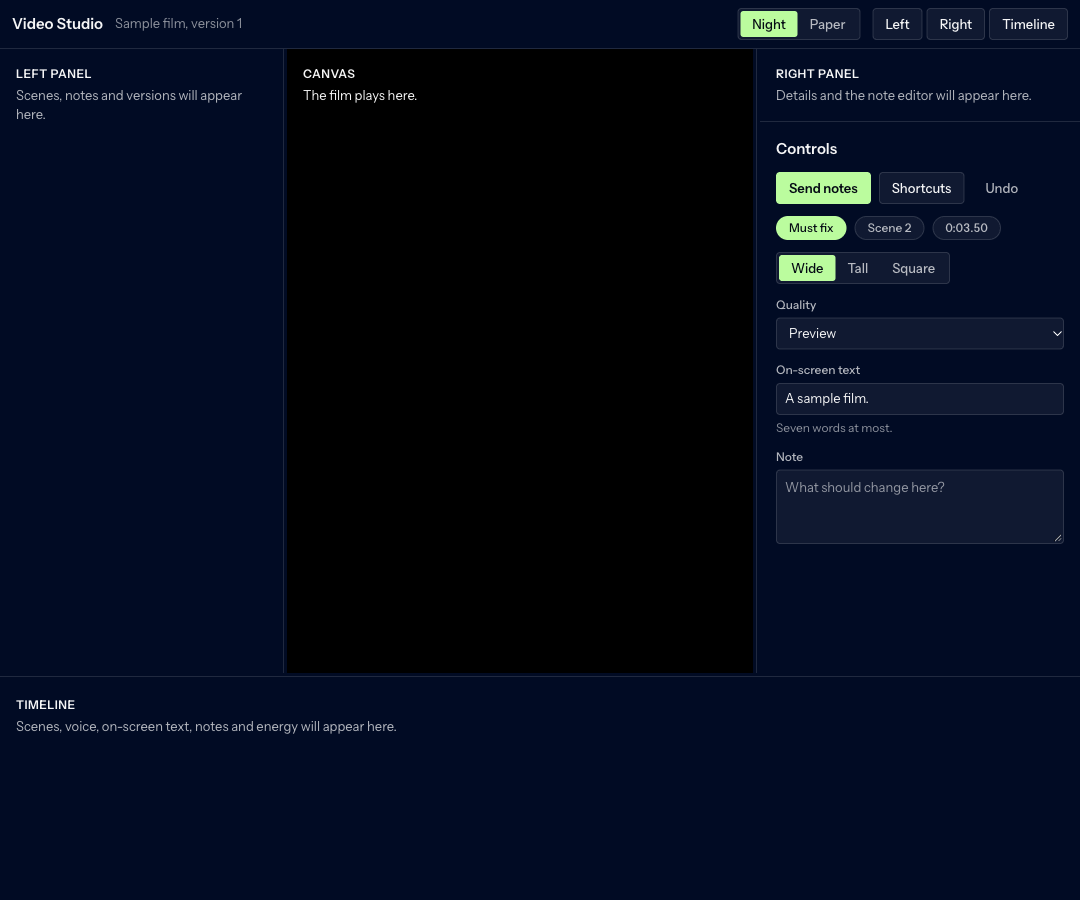 Video Studio Sample film, version 1 Night Paper Left Right Timeline
LEFT PANEL
Scenes, notes and versions will appear
here.
CANVAS
The film plays here.
RIGHT PANEL
Details and the note editor will appear here.
Controls
Send notes Shortcuts Undo
Must fix Scene 2 0:03.50
Wide Tall Square
Quality
Preview
On-screen text
A sample film.
Seven words at most.
Note
What should change here?
TIMELINE
Scenes, voice, on-screen text, notes and energy will appear here.